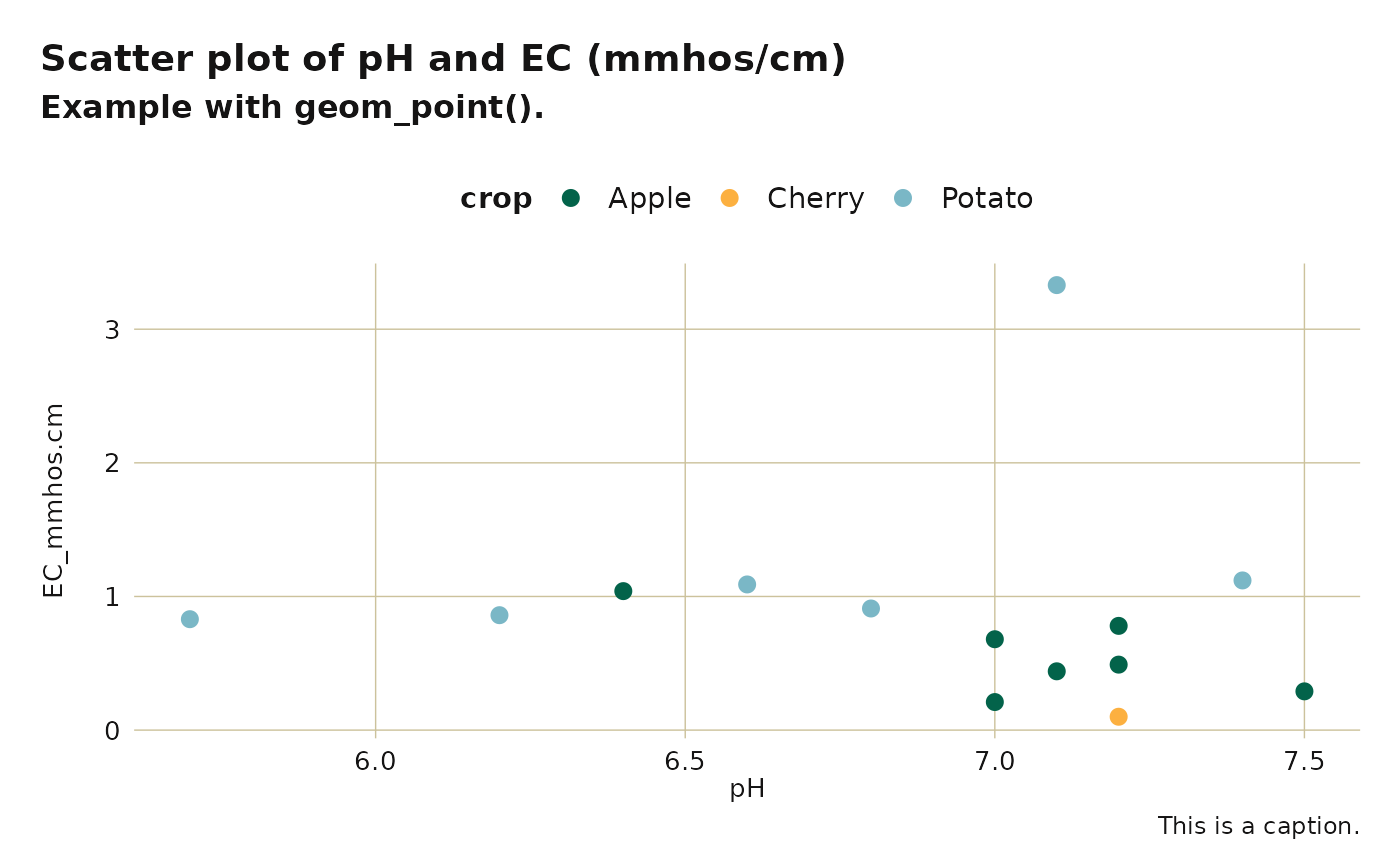 Scatter plot of pH and EC (mmhos/cm)
Example with geom_point().
crop Apple Cherry Potato
3
2
1
0
EC_mmhos.cm
6.0 6.5 7.0 7.5
pH
This is a caption.